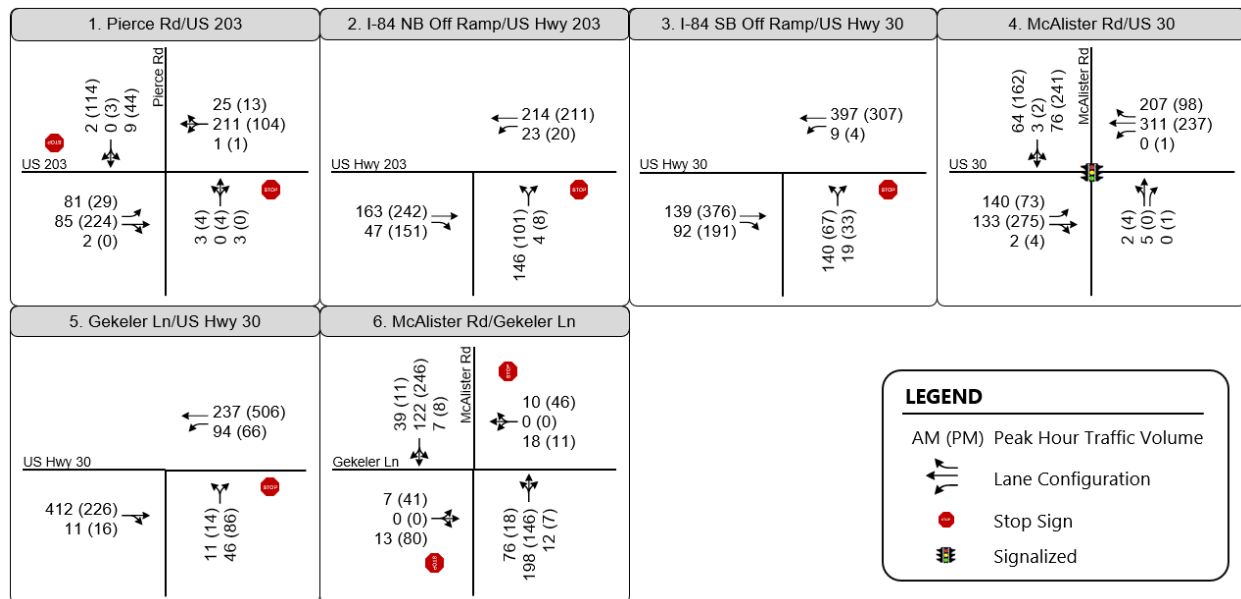 1. Pierce Rd/US 203
Pierce Rd
2 (114)
0 (3)
9 (44)
25 (13)
211 (104)
1 (1)
STOP
US 203
81 (29)
85 (224)
2 (0)
3 (4)
0 (4)
3 (0)
STOP
2. I-84 NB Off Ramp/US Hwy 203
214 (211)
23 (20)
US Hwy 203
163 (242)
47 (151)
146 (101)
4 (8)
STOP
3. I-84 SB Off Ramp/US Hwy 30
397 (307)
9 (4)
US Hwy 30
139 (376)
92 (191)
140 (67)
19 (33)
STOP
4. McAlister Rd/US 30
McAlister Rd
64 (162)
3 (2)
76 (241)
207 (98)
311 (237)
0 (1)
US 30
140 (73)
133 (275)
2 (4)
2 (4)
5 (0)
0 (1)
5. Gekeler Ln/US Hwy 30
237 (506)
94 (66)
US Hwy 30
412 (226)
11 (16)
11 (14)
46 (86)
STOP
6. McAlister Rd/Gekeler Ln
McAlister Rd
39 (11)
122 (246)
7 (8)
STOP
10 (46)
0 (0)
18 (11)
Gekeler Ln
7 (41)
0 (0)
13 (80)
STOP
76 (18)
198 (146)
12 (7)
LEGEND
AM (PM) Peak Hour Traffic Volume
Lane Configuration
STOP Stop Sign
Signalized